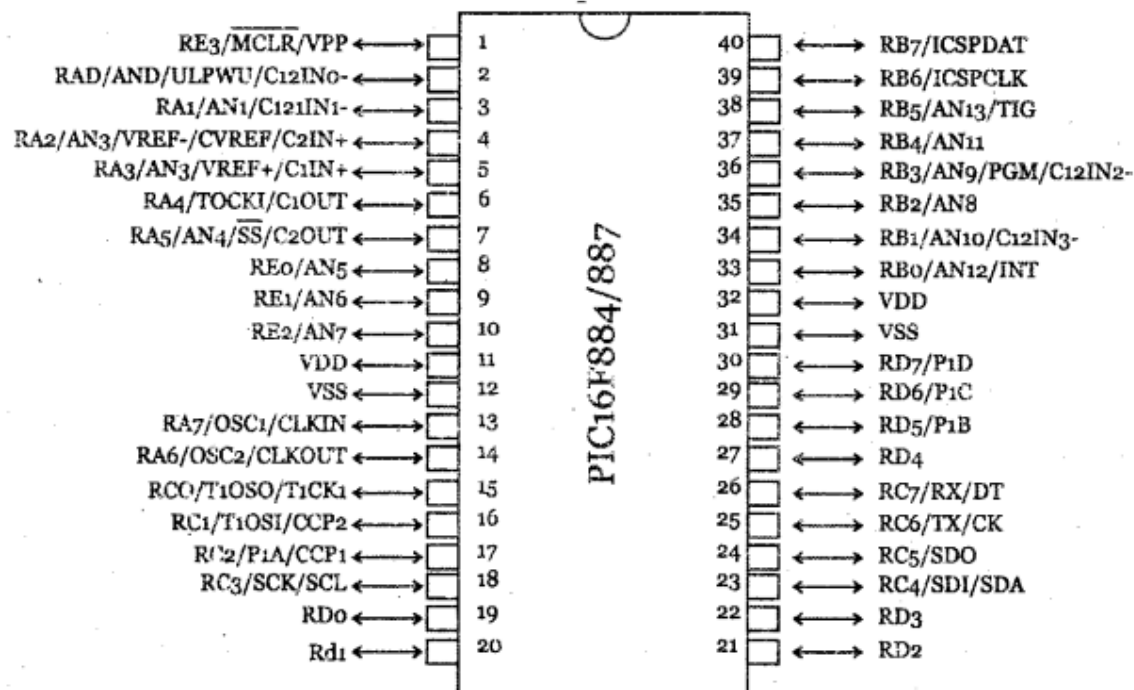 RE3/MCLR/VPP 1
RAD/AND/ULPWU/C12IN0- 2
RA1/AN1/C121IN1- 3
RA2/AN3/VREF-/CVREF/C2IN+ 4
RA3/AN3/VREF+/C1IN+ 5
RA4/TOCKI/C1OUT 6
RA5/AN4/SS/C2OUT 7
RE0/AN5 8
RE1/AN6 9
RE2/AN7 10
VDD 11
VSS 12
RA7/OSC1/CLKIN 13
RA6/OSC2/CLKOUT 14
RCO/T1OSO/T1CK1 15
RC1/T1OSI/CCP2 16
RC2/P1A/CCP1 17
RC3/SCK/SCL 18
RD0 19
Rd1 20
PIC16F884/887
40 RB7/ICSPDAT
39 RB6/ICSPCLK
38 RB5/AN13/TIG
37 RB4/AN11
36 RB3/AN9/PGM/C12IN2-
35 RB2/AN8
34 RB1/AN10/C12IN3-
33 RB0/AN12/INT
32 VDD
31 VSS
30 RD7/P1D
29 RD6/P1C
28 RD5/P1B
27 RD4
26 RC7/RX/DT
25 RC6/TX/CK
24 RC5/SDO
23 RC4/SDI/SDA
22 RD3
21 RD2